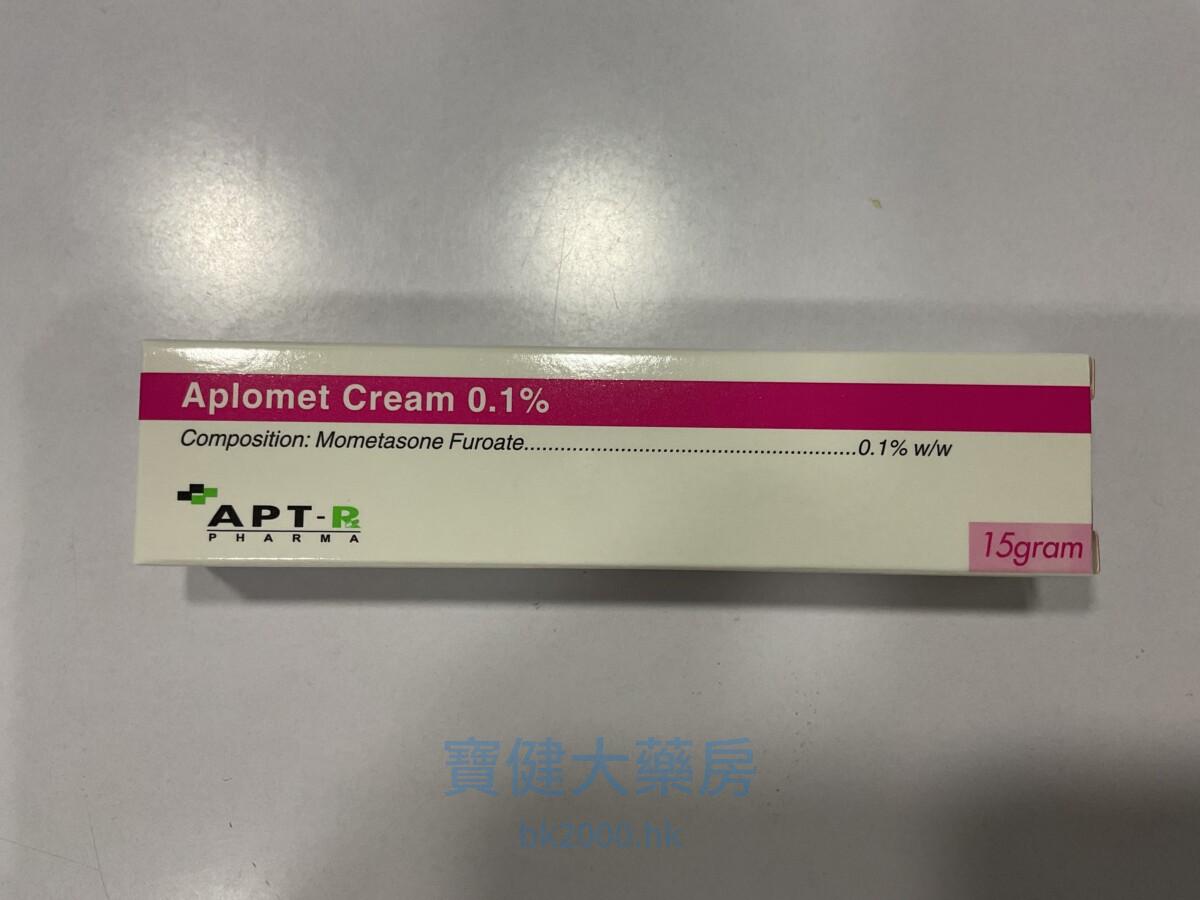 Aplomet Cream 0.1%
Composition: Mometasone Furoate........................................................0.1% w/w
APT-Rx
PHARMA
15gram
寶健大藥房
bk2000.hk